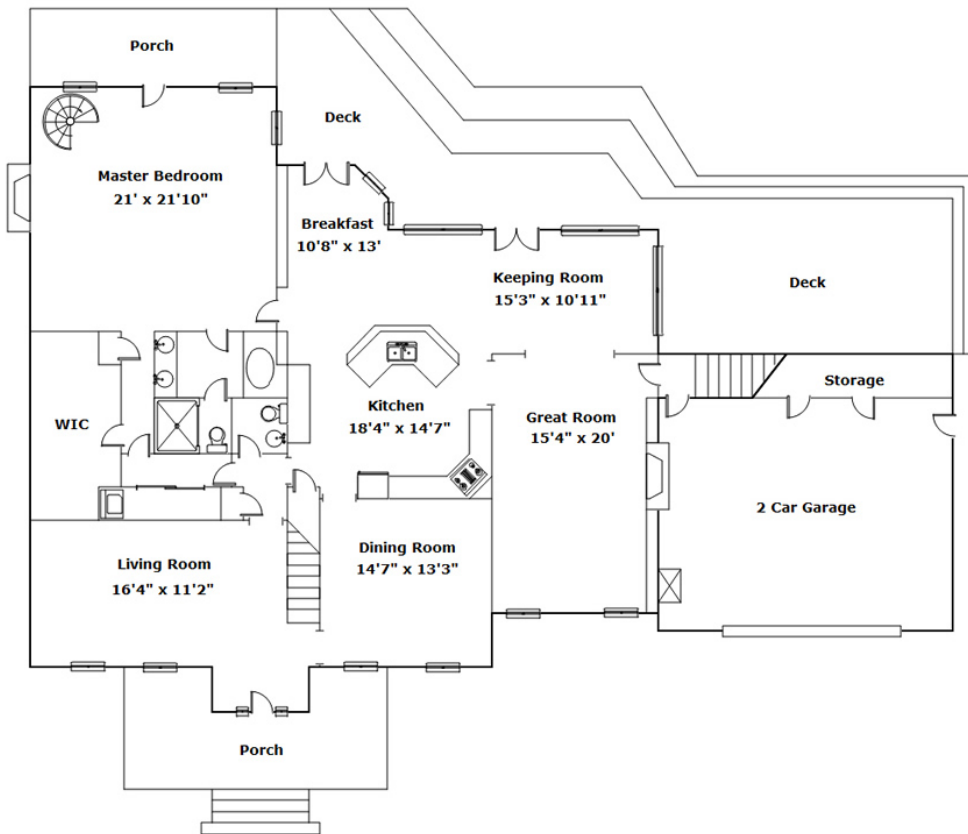 Porch
Deck
Master Bedroom
21' x 21'10"
Breakfast
10'8" x 13'
Keeping Room
15'3" x 10'11"
Deck
Storage
WIC
Kitchen
18'4" x 14'7"
Great Room
15'4" x 20'
2 Car Garage
Living Room
16'4" x 11'2"
Dining Room
14'7" x 13'3"
Porch